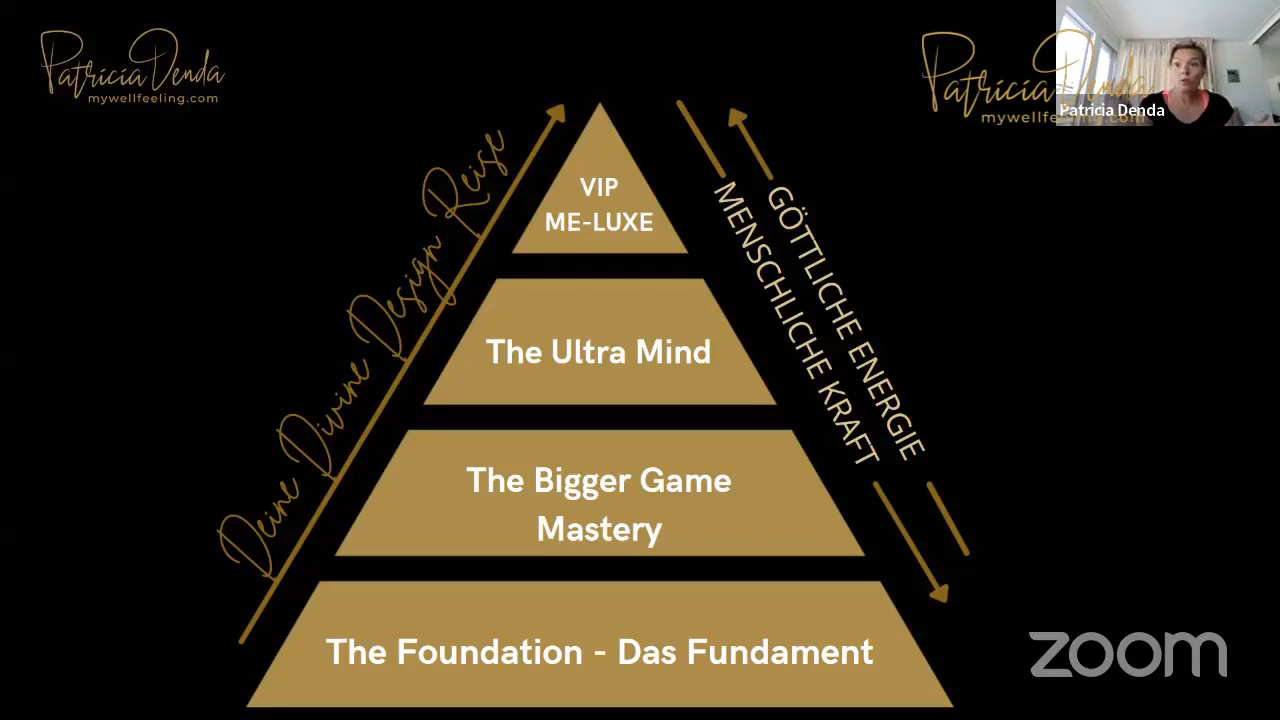 Patricia Denda
mywellfeeling.com
Patricia Denda
mywellfeeling.com
Patricia Denda
Deine Divine Design Reise
VIP
ME-LUXE
The Ultra Mind
The Bigger Game
Mastery
The Foundation - Das Fundament
MENSCHLICHE KRAFT
GÖTTLICHE ENERGIE
zoom